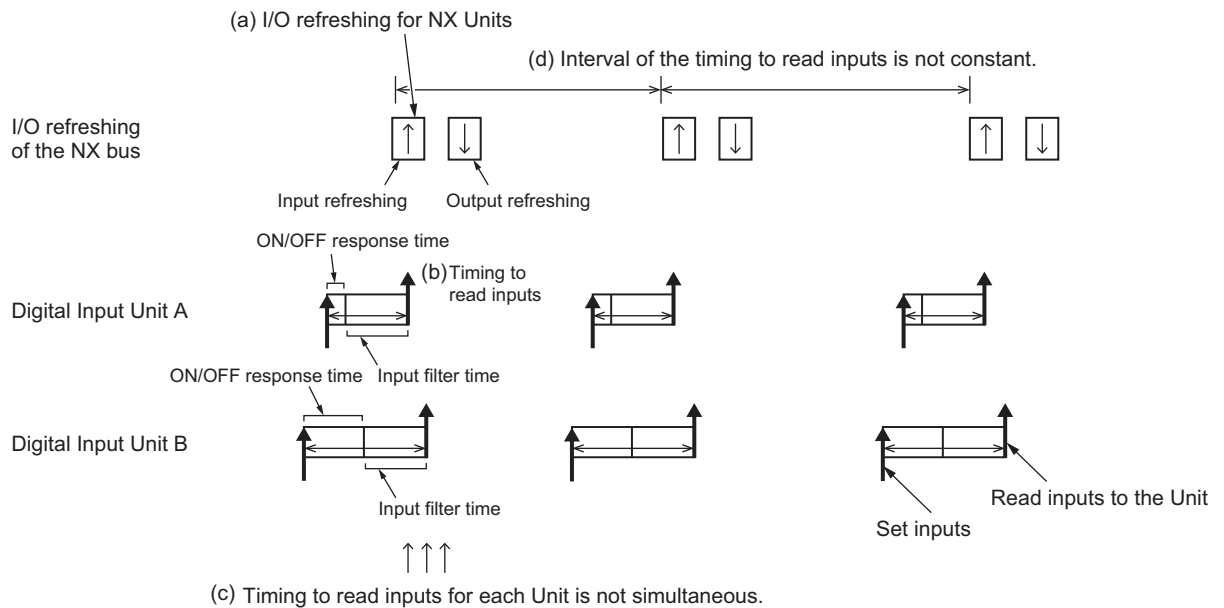 (a) I/O refreshing for NX Units
(d) Interval of the timing to read inputs is not constant.
I/O refreshing
of the NX bus
Input refreshing
Output refreshing
ON/OFF response time
(b) Timing to
read inputs
Digital Input Unit A
ON/OFF response time
Input filter time
Digital Input Unit B
Input filter time
Read inputs to the Unit
Set inputs
(c) Timing to read inputs for each Unit is not simultaneous.